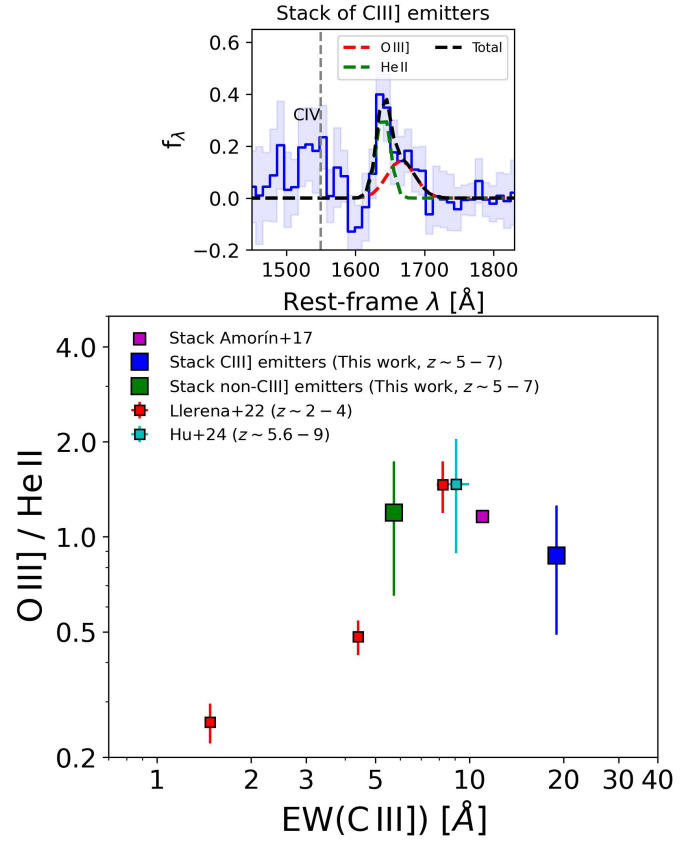 Stack of CIII] emitters
0.6
0.4
0.2
0.0
−0.2
fλ
O III]
He II
Total
CIV
1500 1600 1700 1800
Rest-frame λ [Å]
4.0
2.0
1.0
0.5
0.2
O III] / He II
Stack Amorín+17
Stack CIII] emitters (This work, z ~ 5 − 7)
Stack non-CIII] emitters (This work, z ~ 5 − 7)
Llerena+22 (z ~ 2 − 4)
Hu+24 (z ~ 5.6 − 9)
1 2 3 5 10 20 30 40
EW(C III]) [Å]